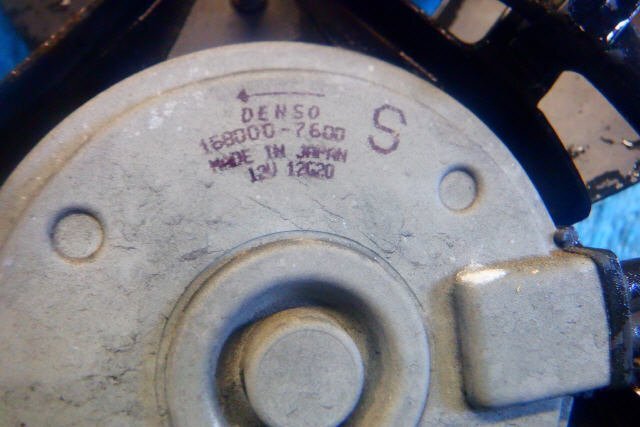 DENSO
168000-7600
MADE IN JAPAN
12V 12G20
S